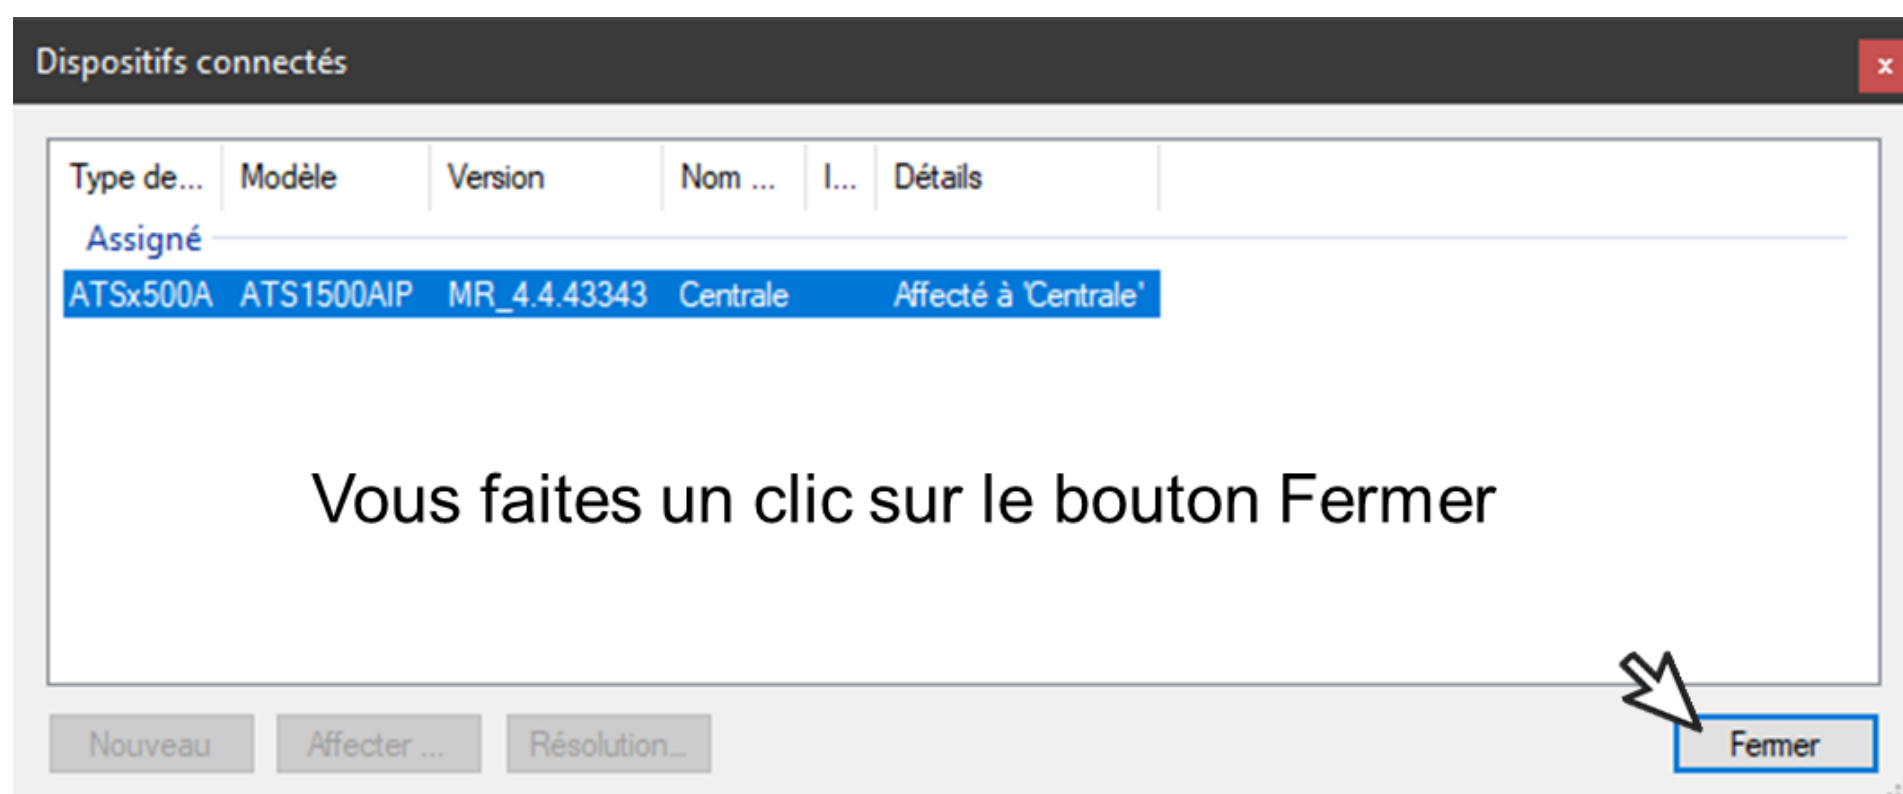 Dispositifs connectés
x
Type de... Modèle Version Nom ... I... Détails
Assigné
ATSx500A ATS1500AIP MR_4.4.43343 Centrale Affecté à 'Centrale'
Vous faites un clic sur le bouton Fermer
Nouveau Affecter ... Résolution... Fermer